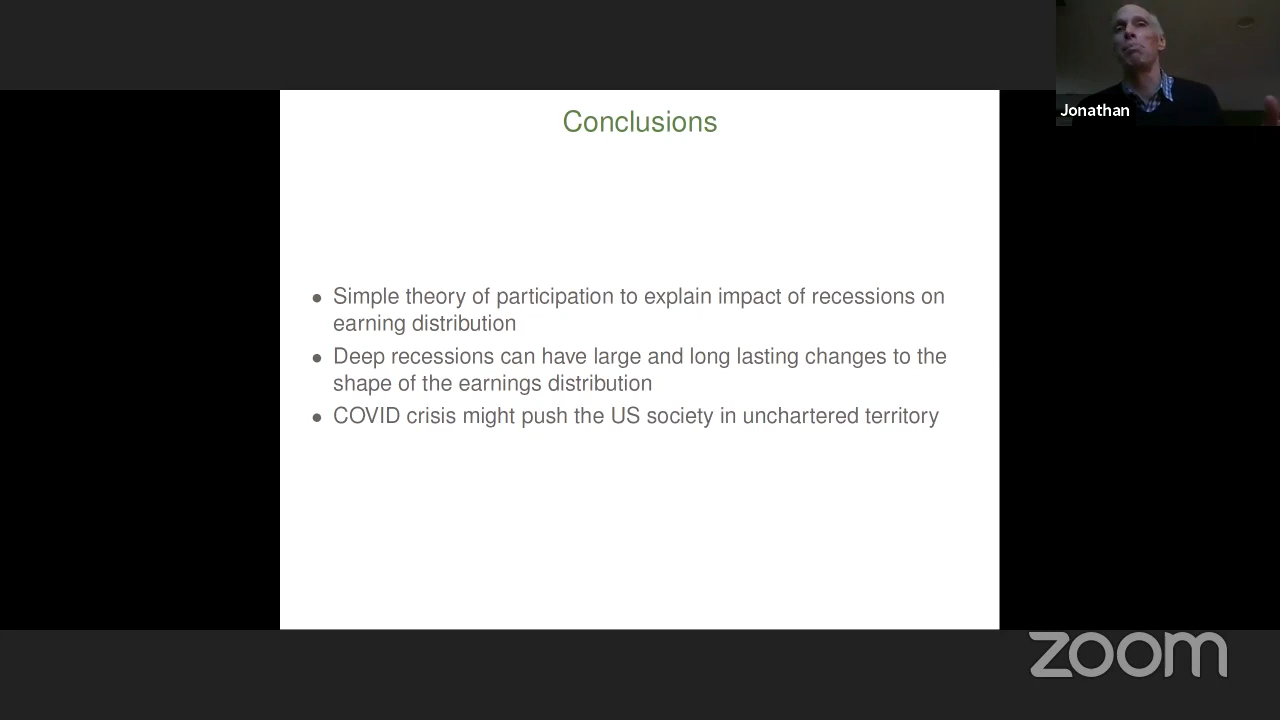 Jonathan
Conclusions
• Simple theory of participation to explain impact of recessions on
earning distribution
• Deep recessions can have large and long lasting changes to the
shape of the earnings distribution
• COVID crisis might push the US society in unchartered territory
zoom